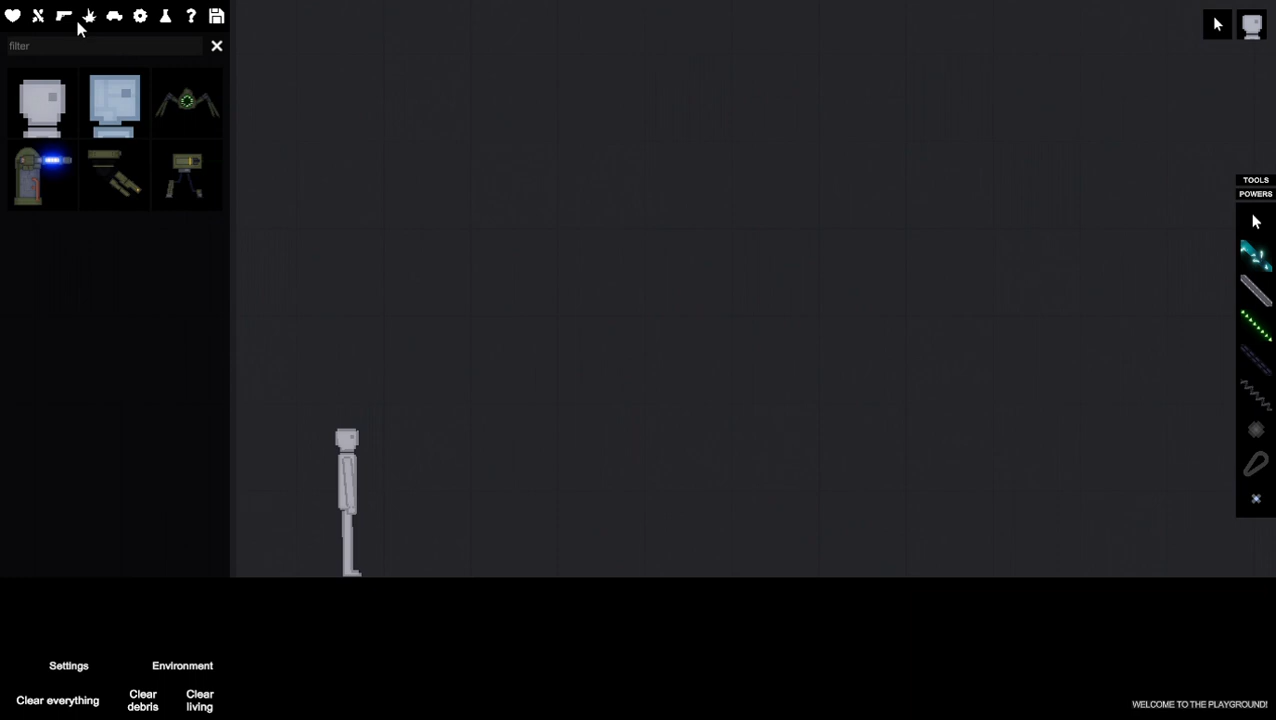 filter
TOOLS
POWERS
Settings
Environment
Clear everything
Clear
debris
Clear
living
WELCOME TO THE PLAYGROUND!